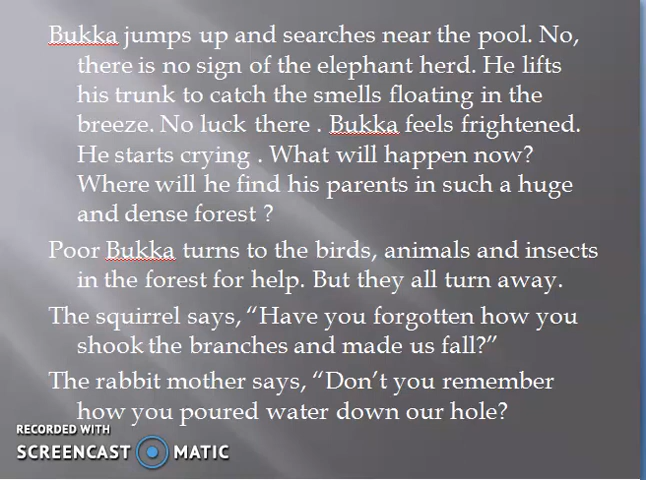 Bukka jumps up and searches near the pool. No,
there is no sign of the elephant herd. He lifts
his trunk to catch the smells floating in the
breeze. No luck there . Bukka feels frightened.
He starts crying . What will happen now?
Where will he find his parents in such a huge
and dense forest ?
Poor Bukka turns to the birds, animals and insects
in the forest for help. But they all turn away.
The squirrel says, “Have you forgotten how you
shook the branches and made us fall?”
The rabbit mother says, “Don’t you remember
how you poured water down our hole?
RECORDED WITH
SCREENCAST MATIC